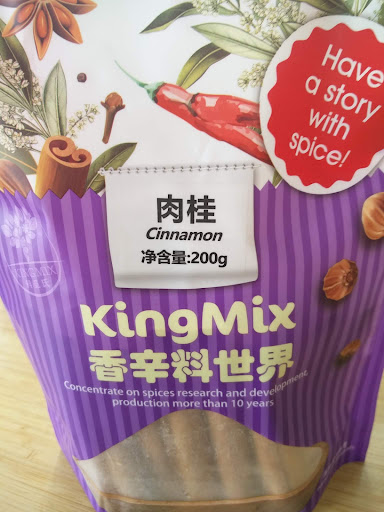 Have
a story
with
spice!
肉桂
Cinnamon
净含量:200g
KINGMIX
KingMix
香辛料世界
Concentrate on spices research and development,
production more than 10 years